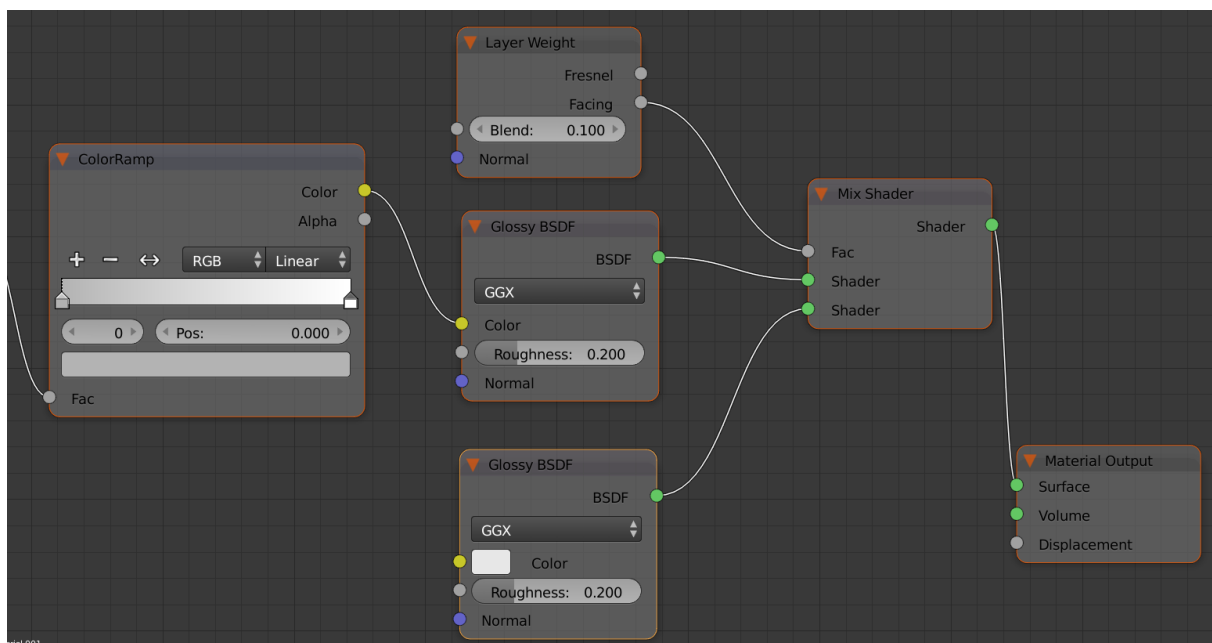 Layer Weight
Fresnel
Facing
Blend: 0.100
Normal
ColorRamp
Color
Alpha
RGB Linear
0 Pos: 0.000
Fac
Glossy BSDF
BSDF
GGX
Color
Roughness: 0.200
Normal
Glossy BSDF
BSDF
GGX
Color
Roughness: 0.200
Normal
Mix Shader
Shader
Fac
Shader
Shader
Material Output
Surface
Volume
Displacement